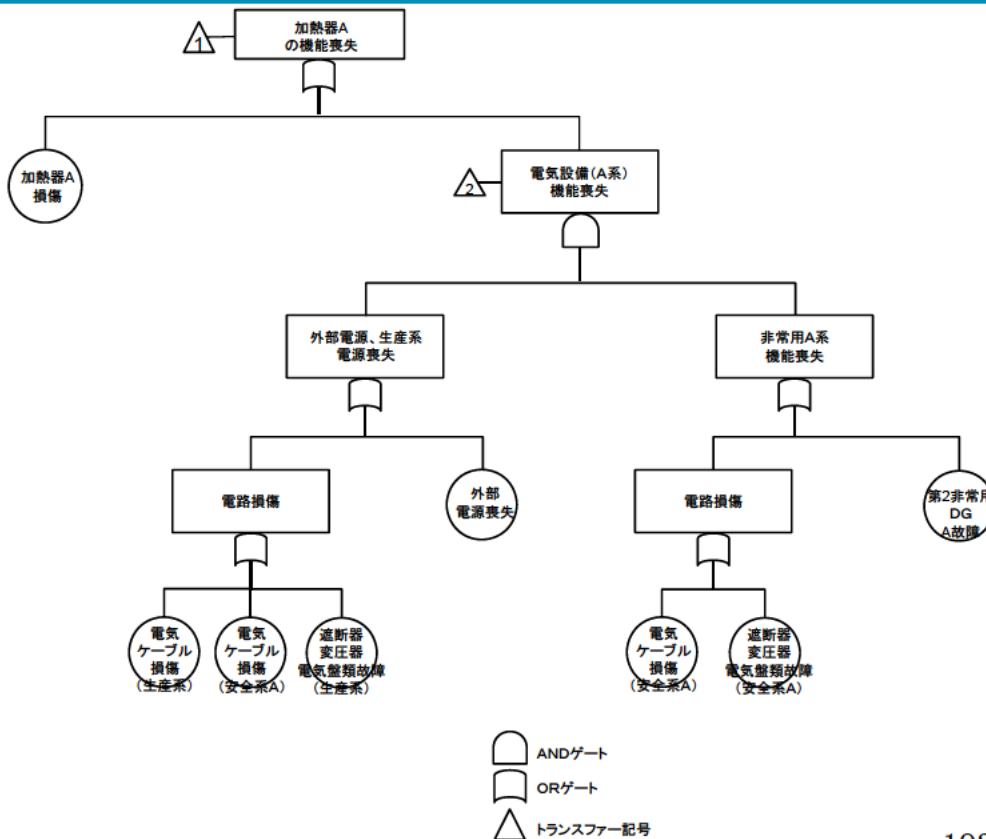 加熱器A
の機能喪失
1
加熱器A
損傷
電気設備(A系)
機能喪失
2
外部電源、生産系
電源喪失
非常用A系
機能喪失
電路損傷
外部
電源喪失
電路損傷
第2非常用
DG
A故障
電気
ケーブル
損傷
(生産系)
電気
ケーブル
損傷
(安全系A)
遮断器
変圧器
電気盤類故障
(生産系)
電気
ケーブル
損傷
(安全系A)
遮断器
変圧器
電気盤類故障
(安全系A)
ANDゲート
ORゲート
トランスファー記号